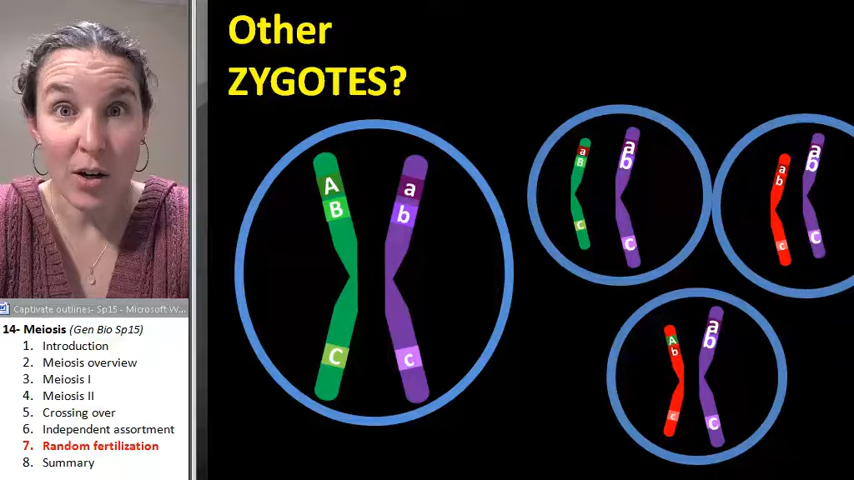 Other
ZYGOTES?
A
B
C
a
b
c
a
B
C
a
b
c
a
b
c
a
b
c
A
b
c
a
b
c
Captivate outlines- Sp15 - Microsoft W...
14- Meiosis (Gen Bio Sp15)
1. Introduction
2. Meiosis overview
3. Meiosis I
4. Meiosis II
5. Crossing over
6. Independent assortment
7. Random fertilization
8. Summary